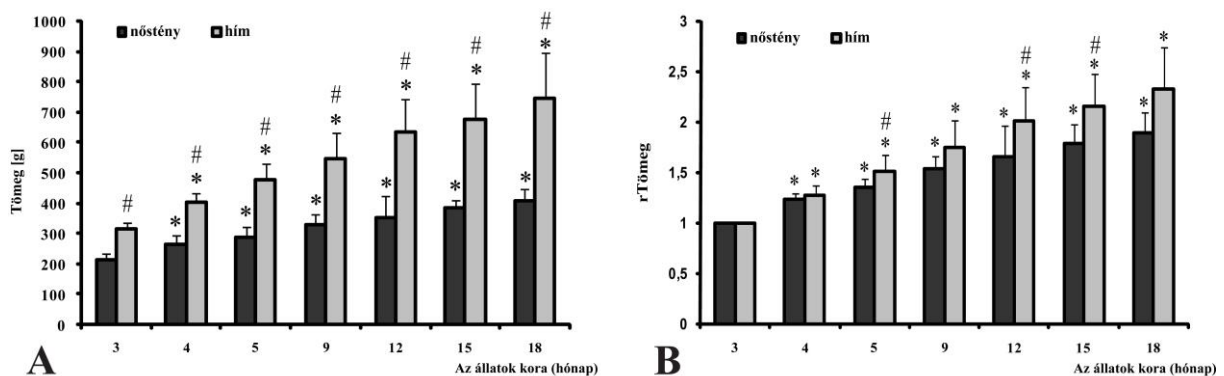 1000
900
800
700
600
500
400
300
200
100
0
Tömeg [g]
nőstény hím
# # # # # # #
* * * * * *
* * * * * *
3 4 5 9 12 15 18
A Az állatok kora (hónap)
3
2,5
2
1,5
1
0,5
0
rTömeg
nőstény hím
# # #
* * * * * *
* * * * * *
3 4 5 9 12 15 18
B Az állatok kora (hónap)